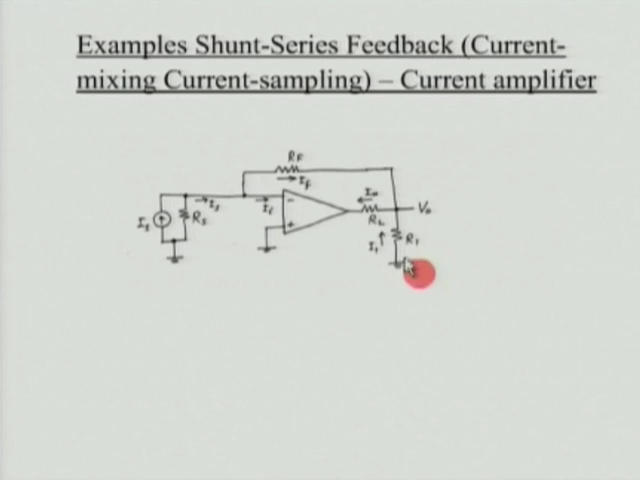 Examples Shunt-Series Feedback (Current-
mixing Current-sampling) – Current amplifier
RF
If
Io
Is
Is
Rs
Ii
-
+
RL
Vo
I1
R1